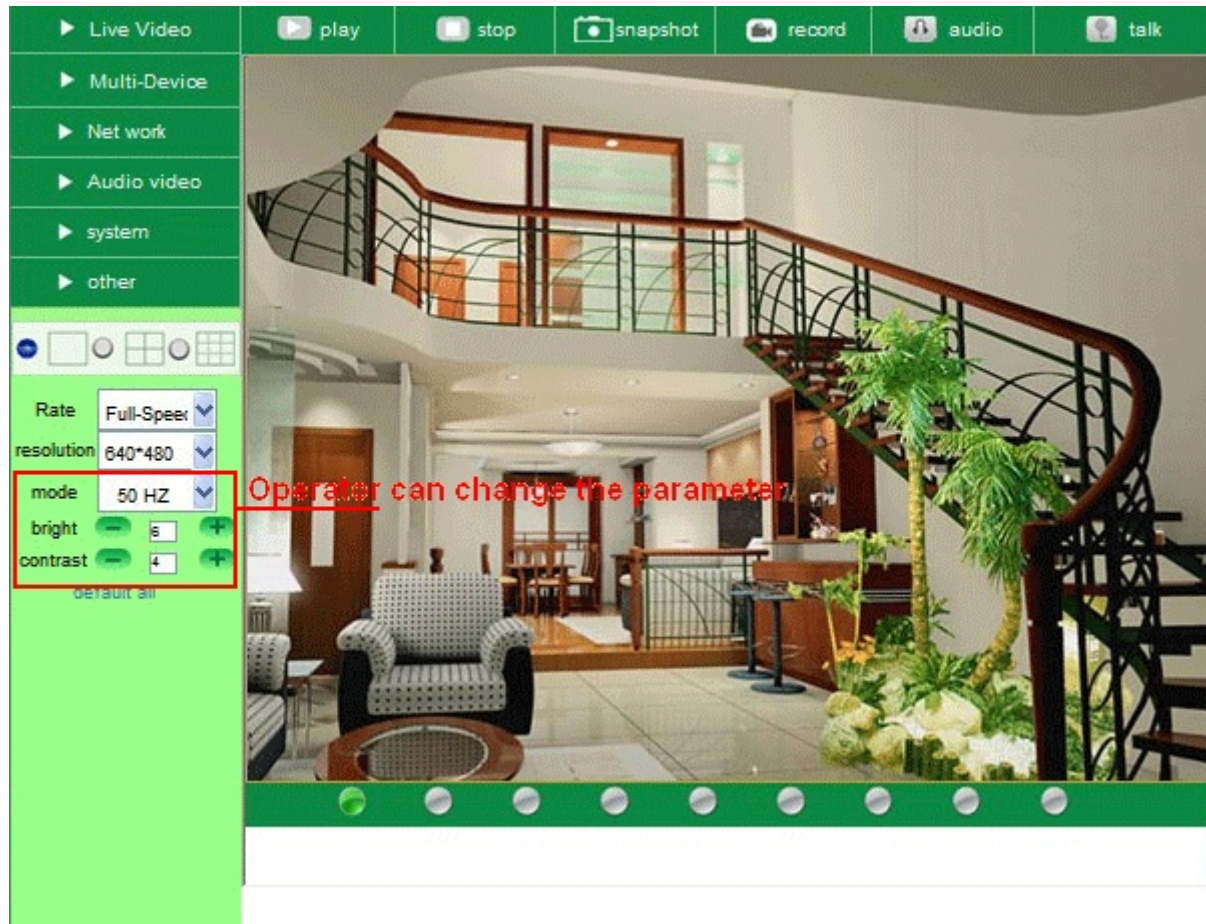 Live Video
play
stop
snapshot
record
audio
talk
Multi-Device
Net work
Audio video
system
other
Rate Full-Speed
resolution 640*480
mode 50 HZ
Operator can change the parameter
bright 6
contrast 4
default all